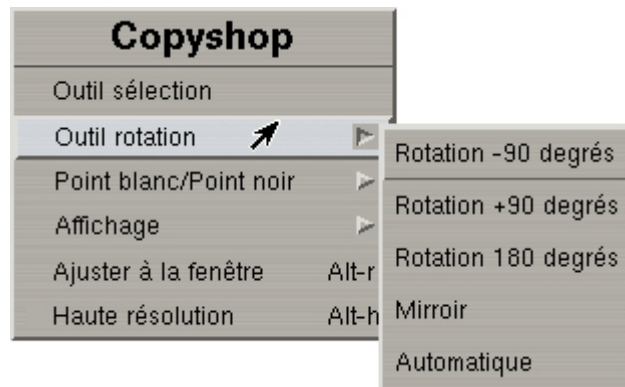 Copyshop
Outil sélection
Outil rotation
Point blanc/Point noir
Affichage
Ajuster à la fenêtre Alt-r
Haute résolution Alt-h
Rotation -90 degrés
Rotation +90 degrés
Rotation 180 degrés
Mirroir
Automatique